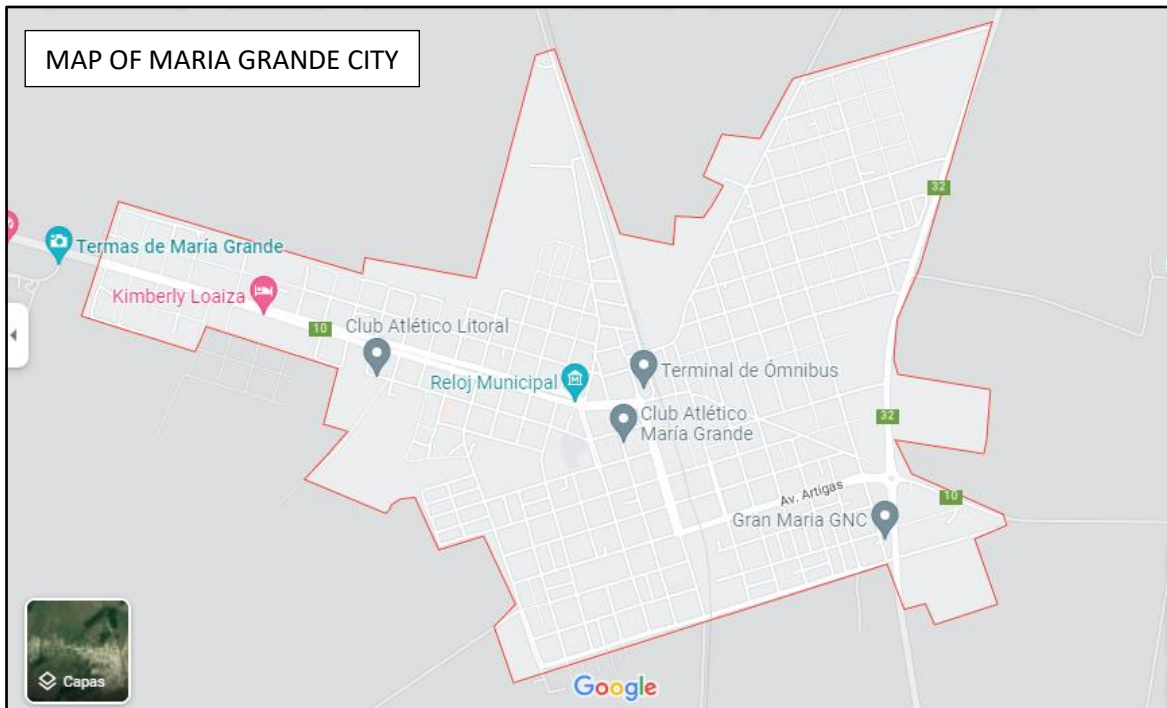 MAP OF MARIA GRANDE CITY
32
Termas de María Grande
Kimberly Loaiza
10
Club Atlético Litoral
Reloj Municipal
Terminal de Ómnibus
Club Atlético
María Grande
32
Av. Artigas
10
Gran Maria GNC
Capas
Google